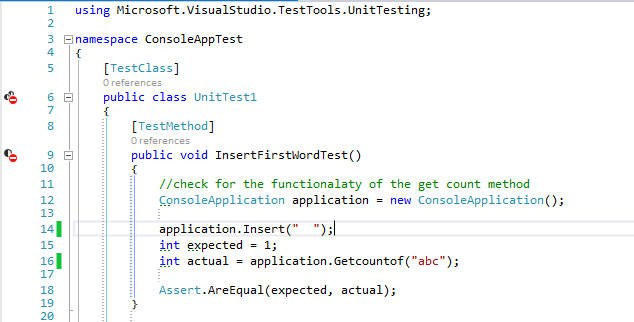 1 using Microsoft.VisualStudio.TestTools.UnitTesting;
2
3 namespace ConsoleAppTest
4 {
5 [TestClass]
0 references
6 public class UnitTest1
7 {
8 [TestMethod]
0 references
9 public void InsertFirstWordTest()
10 {
11 //check for the functionalaty of the get count method
12 ConsoleApplication application = new ConsoleApplication();
13
14 application.Insert("  ");
15 int expected = 1;
16 int actual = application.Getcountof("abc");
17
18 Assert.AreEqual(expected, actual);
19 }
20